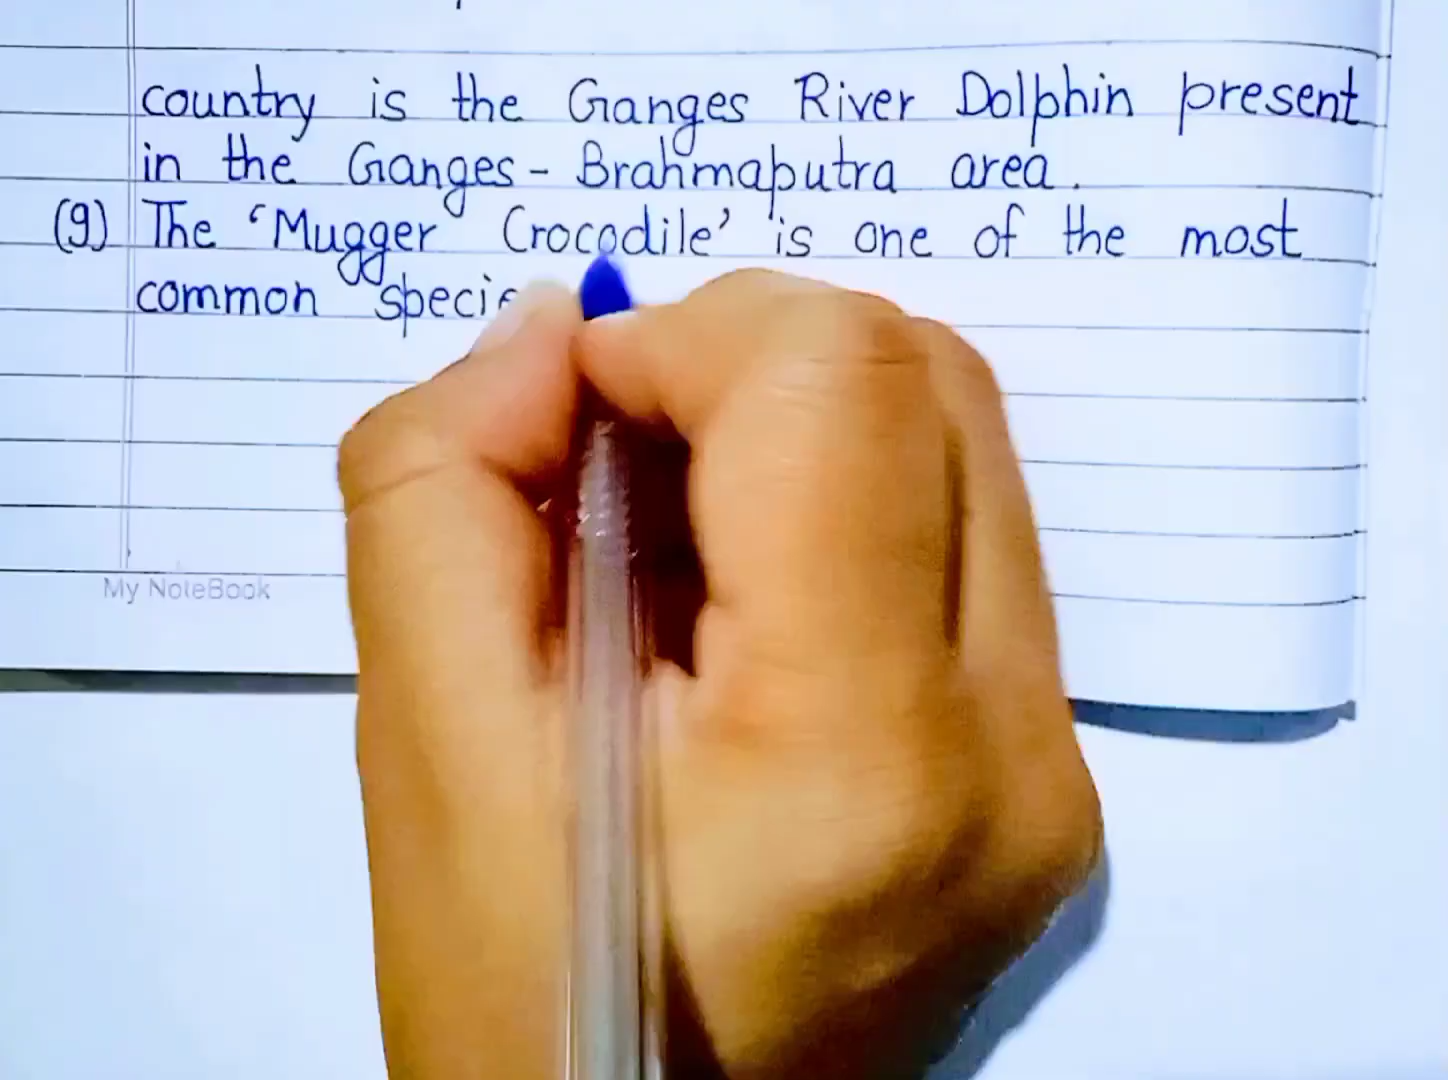 country is the Ganges River Dolphin present
in the Ganges - Brahmaputra area.
(9) The ‘Mugger Crocodile’ is one of the most
common
My NoteBook